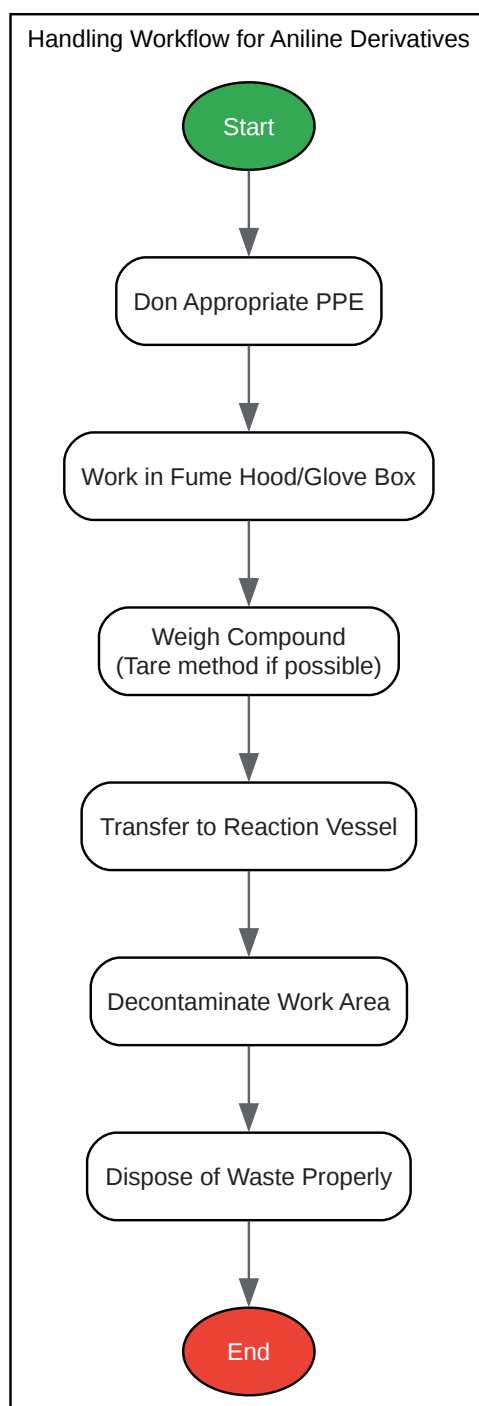 Handling Workflow for Aniline Derivatives
Start
Don Appropriate PPE
Work in Fume Hood/Glove Box
Weigh Compound
(Tare method if possible)
Transfer to Reaction Vessel
Decontaminate Work Area
Dispose of Waste Properly
End